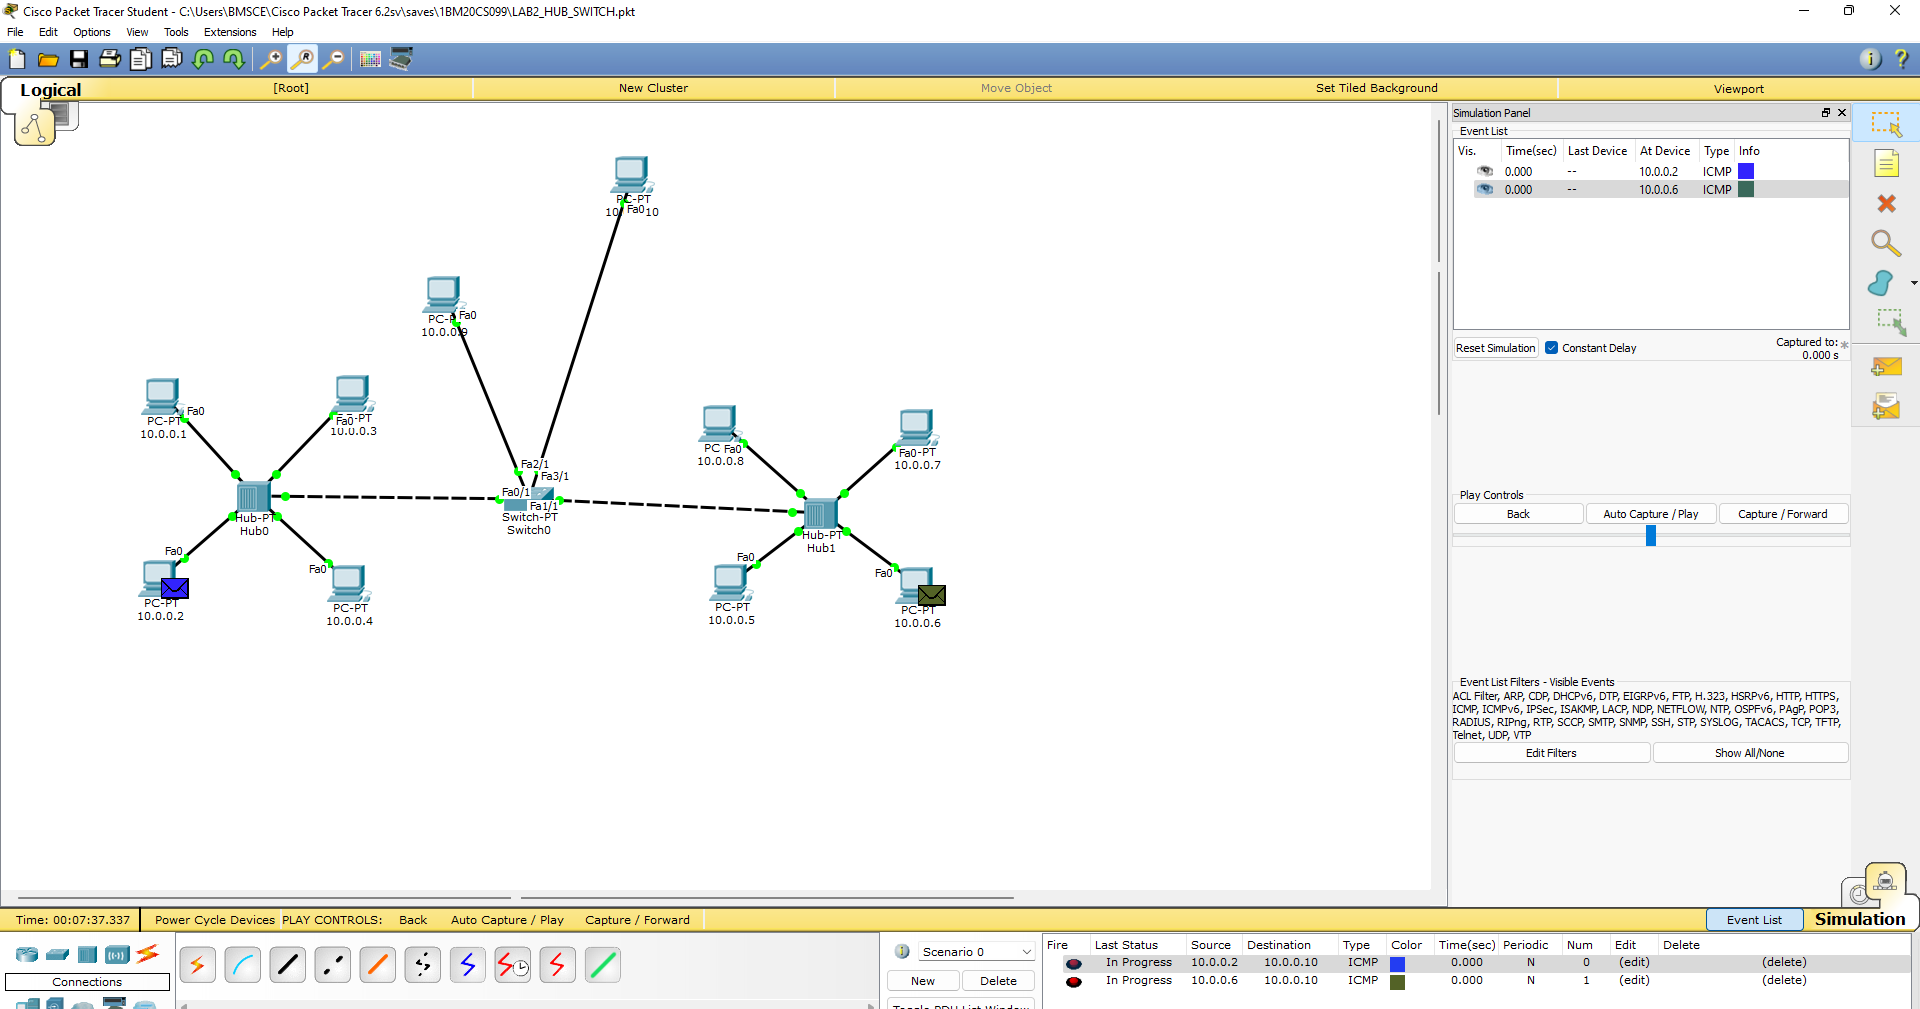 Cisco Packet Tracer Student - C:\Users\BMSCE\Cisco Packet Tracer 6.2sv\saves\1BM20CS099\LAB2_HUB_SWITCH.pkt
File Edit Options View Tools Extensions Help
Logical [Root] New Cluster Move Object Set Tiled Background Viewport
PC-PT
Fa0
10
Fa0
10.0.0.9
PC-PT
Fa0
10.0.0.1
Fa0
-PT
10.0.0.3
PC
Fa0
10.0.0.8
Fa0
-PT
10.0.0.7
Fa2/1
Fa3/1
Fa0/1
Fa1/1
Switch-PT
Switch0
Hub-PT
Hub0
Hub-PT
Hub1
Fa0
PC-PT
10.0.0.2
Fa0
PC-PT
10.0.0.4
Fa0
PC-PT
10.0.0.5
Fa0
PC-PT
10.0.0.6
Simulation Panel
Event List
Vis. Time(sec) Last Device At Device Type Info
0.000 -- 10.0.0.2 ICMP
0.000 -- 10.0.0.6 ICMP
Reset Simulation Constant Delay Captured to: *
0.000 s
Play Controls
Back Auto Capture / Play Capture / Forward
Event List Filters - Visible Events
ACL Filter, ARP, CDP, DHCPv6, DTP, EIGRPv6, FTP, H.323, HSRPv6, HTTP, HTTPS,
ICMP, ICMPv6, IPSec, ISAKMP, LACP, NDP, NETFLOW, NTP, OSPFv6, PAgP, POP3,
RADIUS, RIPng, RTP, SCCP, SMTP, SNMP, SSH, STP, SYSLOG, TACACS, TCP, TFTP,
Telnet, UDP, VTP
Edit Filters Show All/None
Time: 00:07:37.337 Power Cycle Devices PLAY CONTROLS: Back Auto Capture / Play Capture / Forward Event List Simulation
Connections
Scenario 0
New Delete
Toggle PDU List Window
Fire Last Status Source Destination Type Color Time(sec) Periodic Num Edit Delete
In Progress 10.0.0.2 10.0.0.10 ICMP 0.000 N 0 (edit) (delete)
In Progress 10.0.0.6 10.0.0.10 ICMP 0.000 N 1 (edit) (delete)